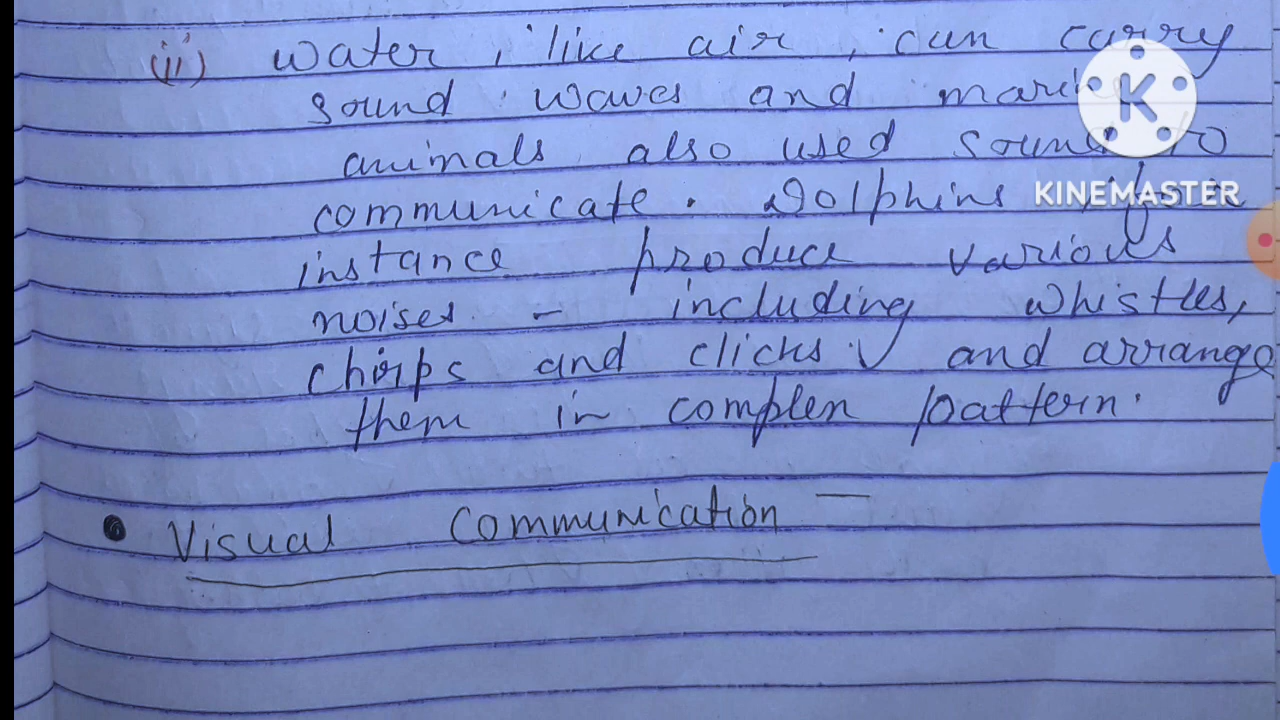 (ii) water, like air, can carry
sound waves and marine
animals also used sound to
communicate. Dolphins, for
instance produce various
noises - including whistles,
chirps and clicks. and arrange
them in complen pattern.
• Visual Communication —
K
KINEMASTER